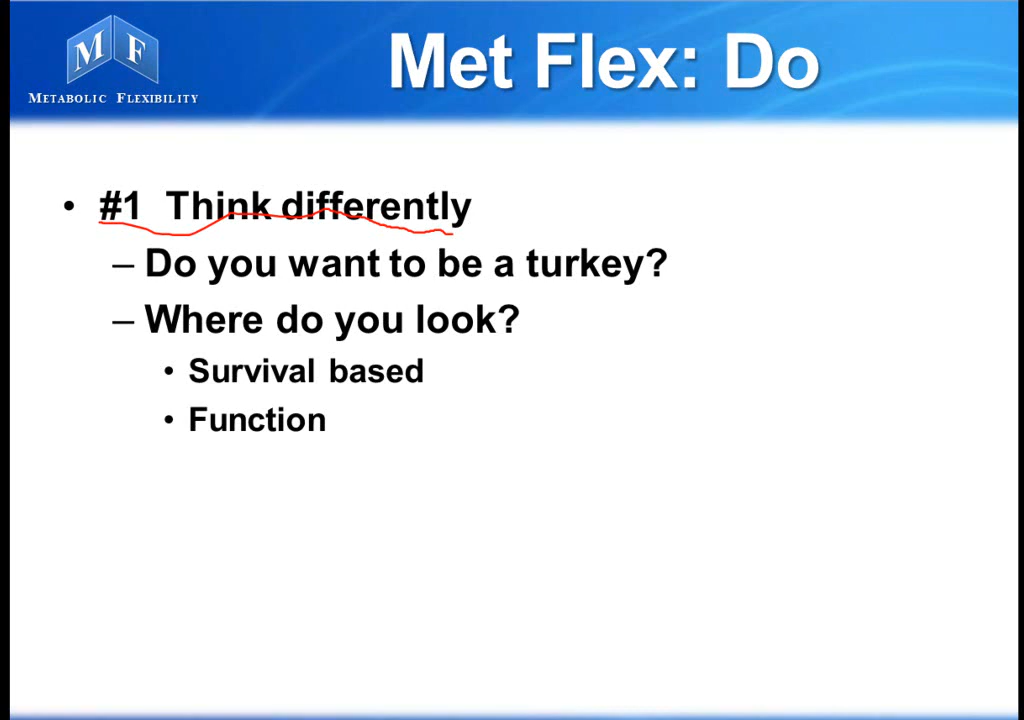 M F
METABOLIC FLEXIBILITY
Met Flex: Do
• #1 Think differently
– Do you want to be a turkey?
– Where do you look?
• Survival based
• Function